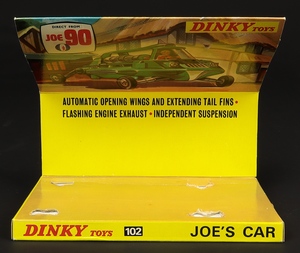 DIRECT FROM
JOE 90
DINKY TOYS
AUTOMATIC OPENING WINGS AND EXTENDING TAIL FINS •
FLASHING ENGINE EXHAUST • INDEPENDENT SUSPENSION
DINKY TOYS 102 JOE'S CAR